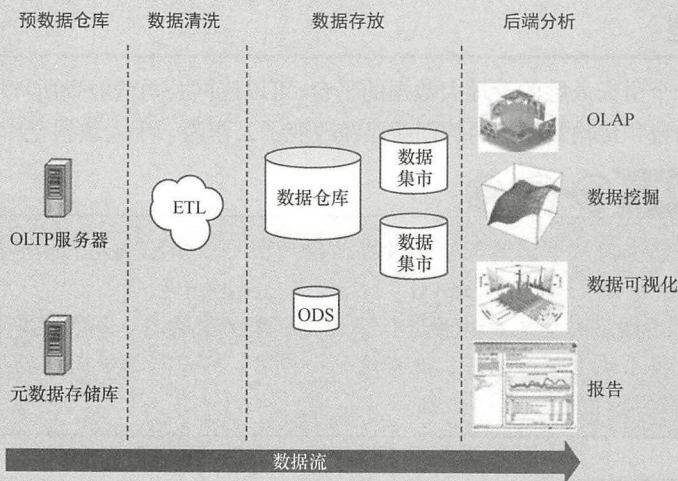 预数据仓库
数据清洗
数据存放
后端分析
OLAP
数据
集市
数据仓库
ETL
数据挖掘
OLTP服务器
数据
集市
数据可视化
ODS
元数据存储库
报告
数据流